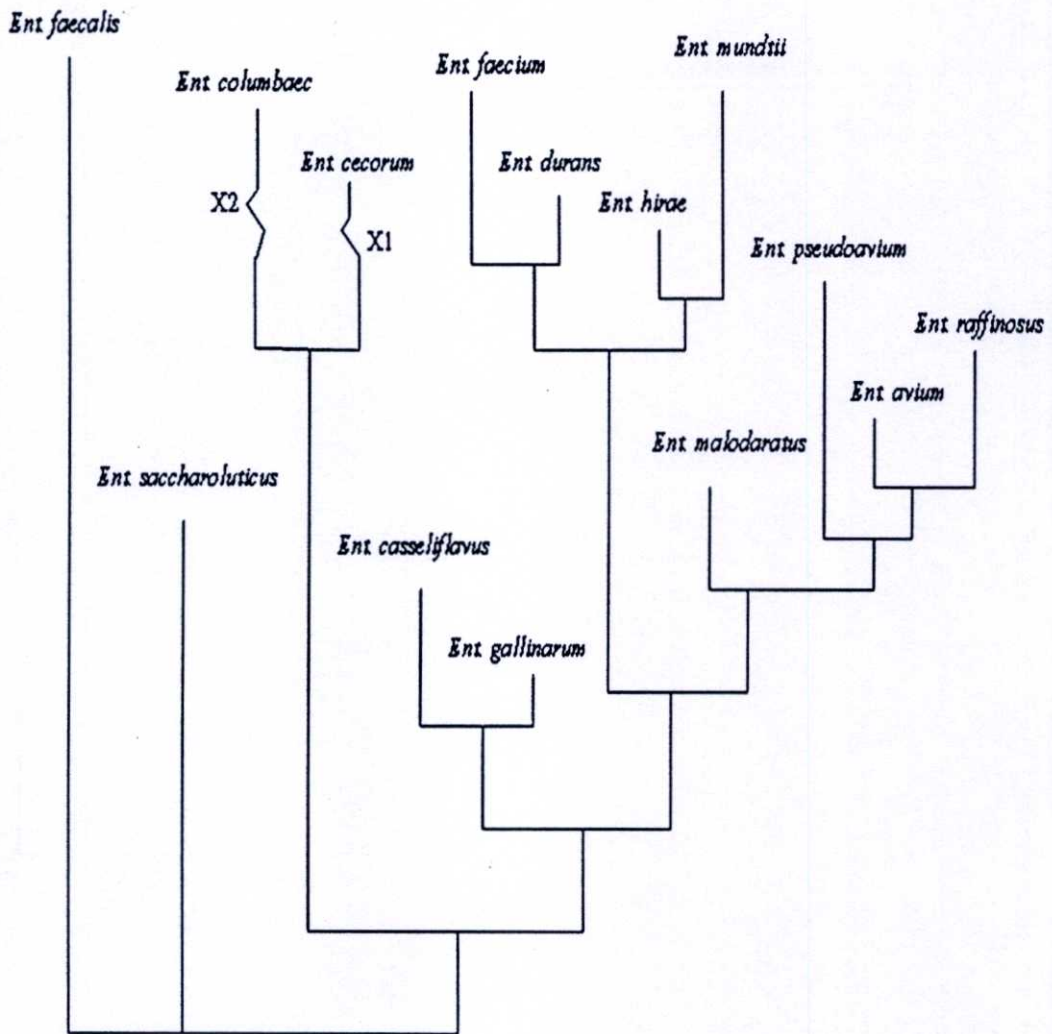 Ent faecalis
Ent mundtii
Ent faecium
Ent columbaec
Ent cecorum
Ent durans
X2
Ent hirae
X1
Ent pseudoavium
Ent raffinosus
Ent avium
Ent malodaratus
Ent saccharoluticus
Ent casseliflavus
Ent gallinarum